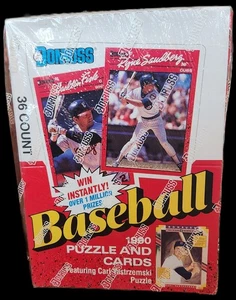 DONRUSS
36 COUNT
Carlton Fisk
Ryne Sandberg
CUBS
WIN
INSTANTLY!
OVER 1 MILLION
PRIZES
Baseball
1990
PUZZLE AND
CARDS
Featuring Carl Yastrzemski
Puzzle